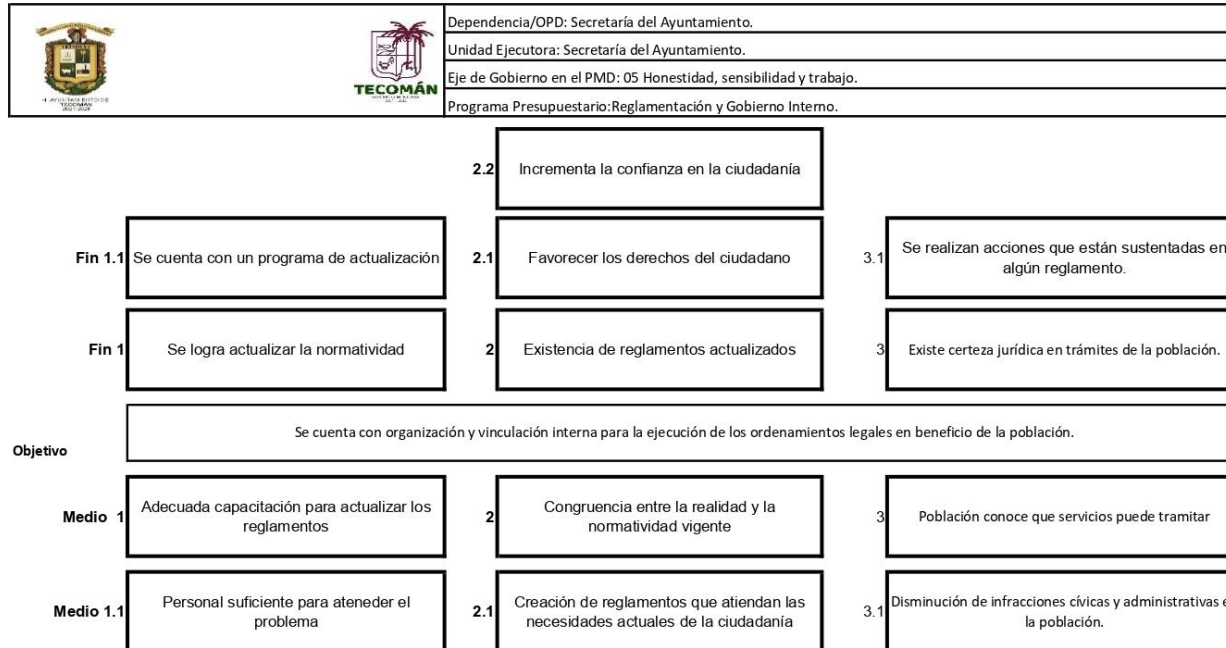 H. AYUNTAMIENTO DE
TECOMÁN
TECOMÁN
Dependencia/OPD: Secretaría del Ayuntamiento.
Unidad Ejecutora: Secretaría del Ayuntamiento.
Eje de Gobierno en el PMD: 05 Honestidad, sensibilidad y trabajo.
Programa Presupuestario:Reglamentación y Gobierno Interno.
2.2 Incrementa la confianza en la ciudadanía
Fin 1.1 Se cuenta con un programa de actualización
2.1 Favorecer los derechos del ciudadano
3.1 Se realizan acciones que están sustentadas en
algún reglamento.
Fin 1 Se logra actualizar la normatividad
2 Existencia de reglamentos actualizados
3 Existe certeza jurídica en trámites de la población.
Objetivo
Se cuenta con organización y vinculación interna para la ejecución de los ordenamientos legales en beneficio de la población.
Medio 1 Adecuada capacitación para actualizar los
reglamentos
2 Congruencia entre la realidad y la
normatividad vigente
3 Población conoce que servicios puede tramitar
Medio 1.1 Personal suficiente para ateneder el
problema
2.1 Creación de reglamentos que atiendan las
necesidades actuales de la ciudadanía
3.1 Disminución de infracciones cívicas y administrativas
la población.